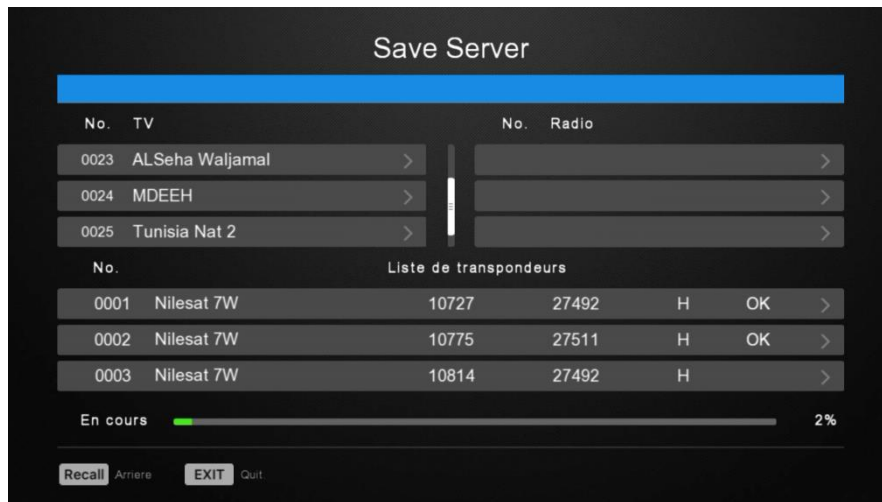 Save Server
No. TV No. Radio
0023 ALSeha Waljamal
0024 MDEEH
0025 Tunisia Nat 2
No. Liste de transpondeurs
0001 Nilesat 7W 10727 27492 H OK
0002 Nilesat 7W 10775 27511 H OK
0003 Nilesat 7W 10814 27492 H
En cours 2%
Recall Arriere EXIT Quit